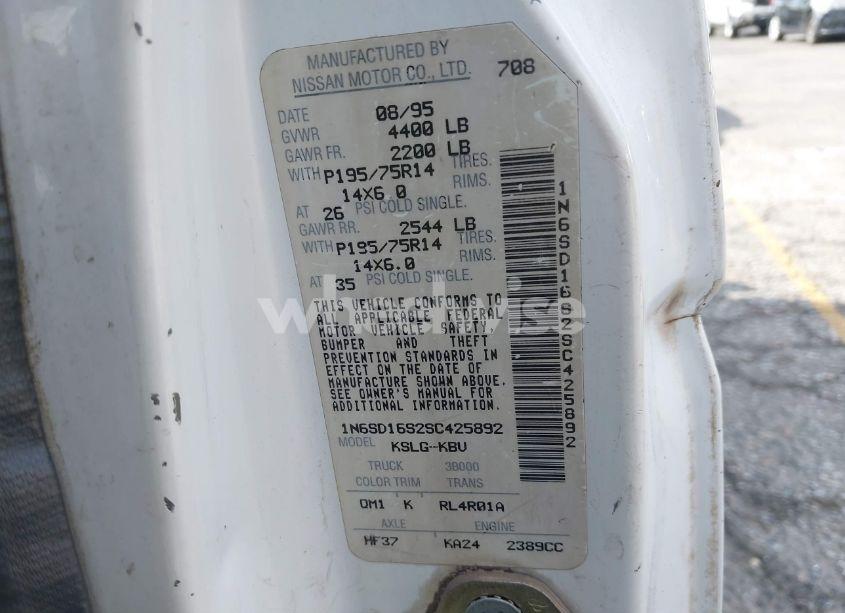 MANUFACTURED BY
NISSAN MOTOR CO., LTD. 708
DATE 08/95
GVWR 4400 LB
GAWR FR. 2200 LB
WITH P195/75R14 TIRES.
14X6.0 RIMS.
AT 26 PSI COLD SINGLE.
GAWR RR. 2544 LB
WITH P195/75R14 TIRES.
14X6.0 RIMS.
AT 35 PSI COLD SINGLE.
THIS VEHICLE CONFORMS TO
ALL APPLICABLE FEDERAL
MOTOR VEHICLE SAFETY,
BUMPER AND THEFT
PREVENTION STANDARDS IN
EFFECT ON THE DATE OF
MANUFACTURE SHOWN ABOVE.
SEE OWNER'S MANUAL FOR
ADDITIONAL INFORMATION
1N6SD16S2SC425892
MODEL KSLG-KBU
TRUCK 3B000
COLOR TRIM TRANS
QM1 K RL4R01A
AXLE ENGINE
HF37 KA24 2389CC
1N6SD16S2SC425892
wheelwise